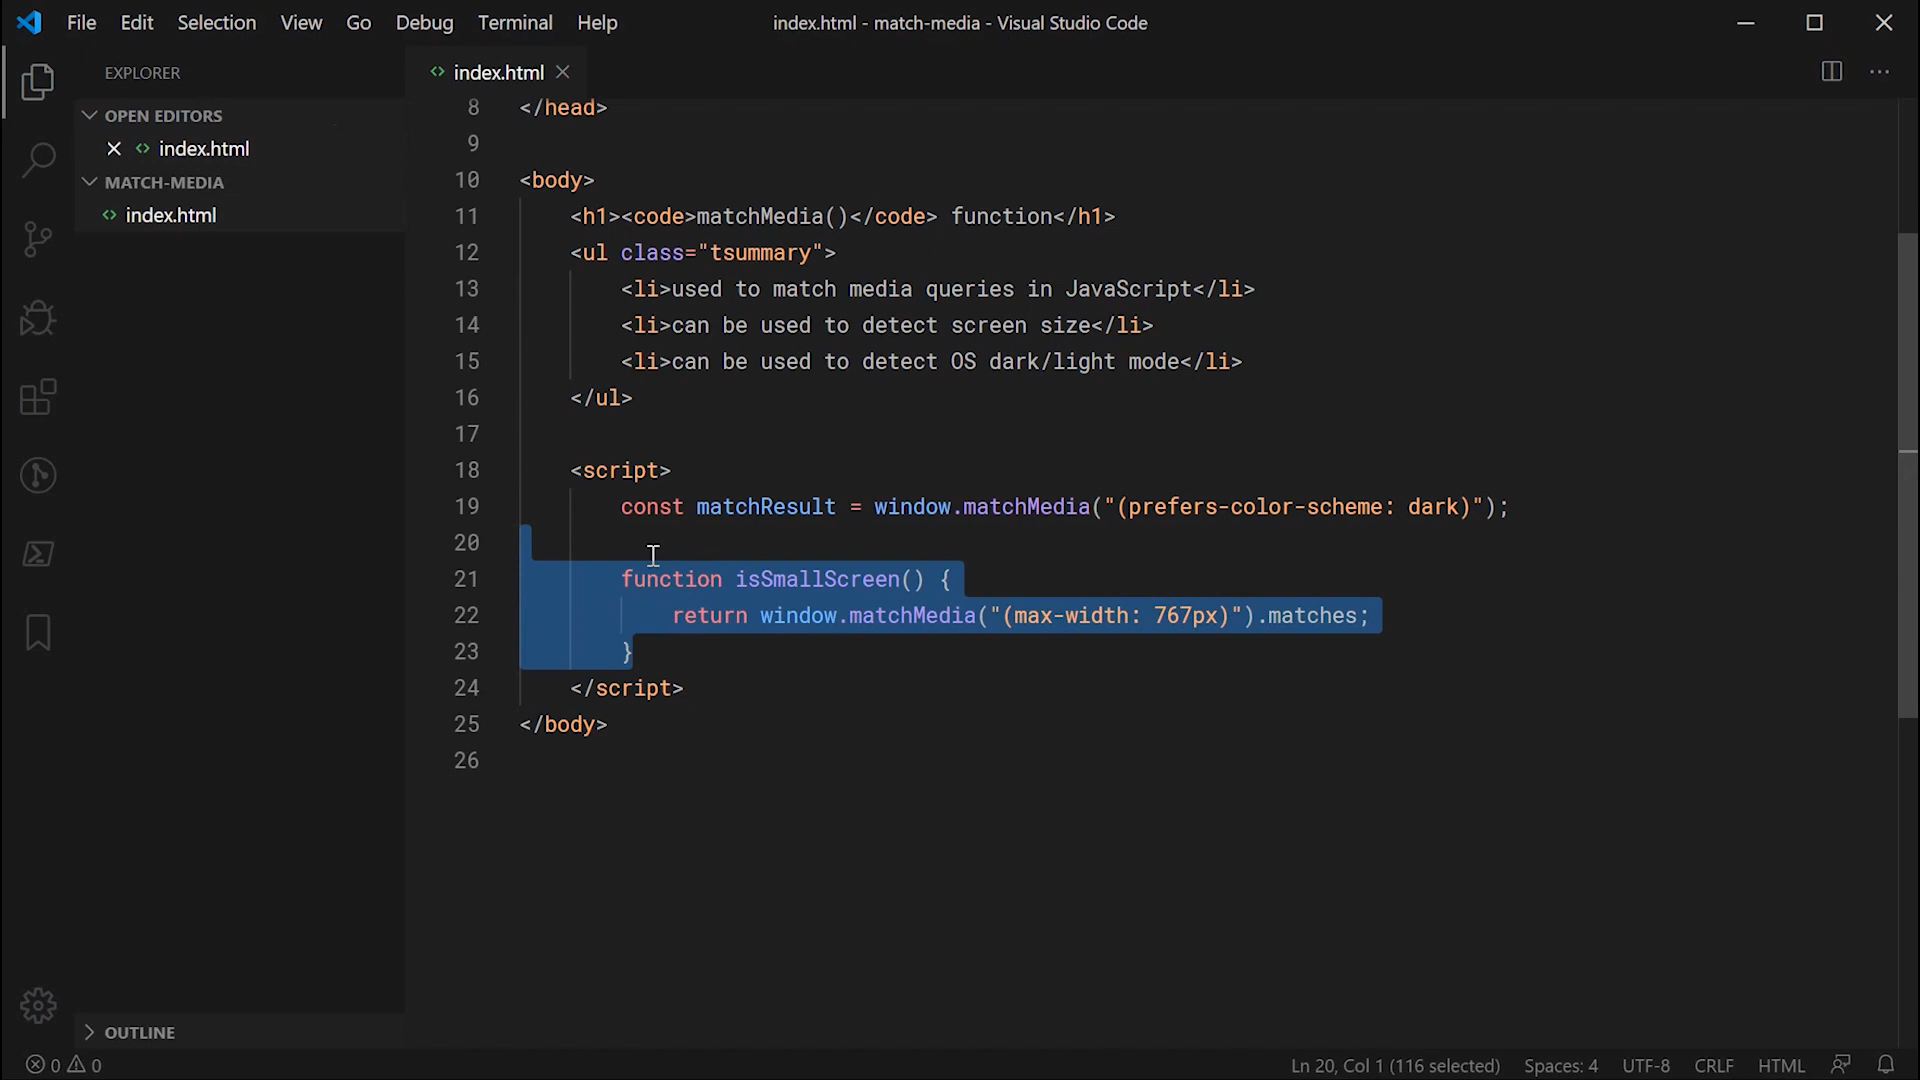 File Edit Selection View Go Debug Terminal Help
index.html - match-media - Visual Studio Code
EXPLORER
OPEN EDITORS
index.html
MATCH-MEDIA
index.html
OUTLINE
index.html
8 </head>
9
10 <body>
11 <h1><code>matchMedia()</code> function</h1>
12 <ul class="tsummary">
13 <li>used to match media queries in JavaScript</li>
14 <li>can be used to detect screen size</li>
15 <li>can be used to detect OS dark/light mode</li>
16 </ul>
17
18 <script>
19 const matchResult = window.matchMedia("(prefers-color-scheme: dark)");
20
21 function isSmallScreen() {
22 return window.matchMedia("(max-width: 767px)").matches;
23 }
24 </script>
25 </body>
26
0 0
Ln 20, Col 1 (116 selected) Spaces: 4 UTF-8 CRLF HTML